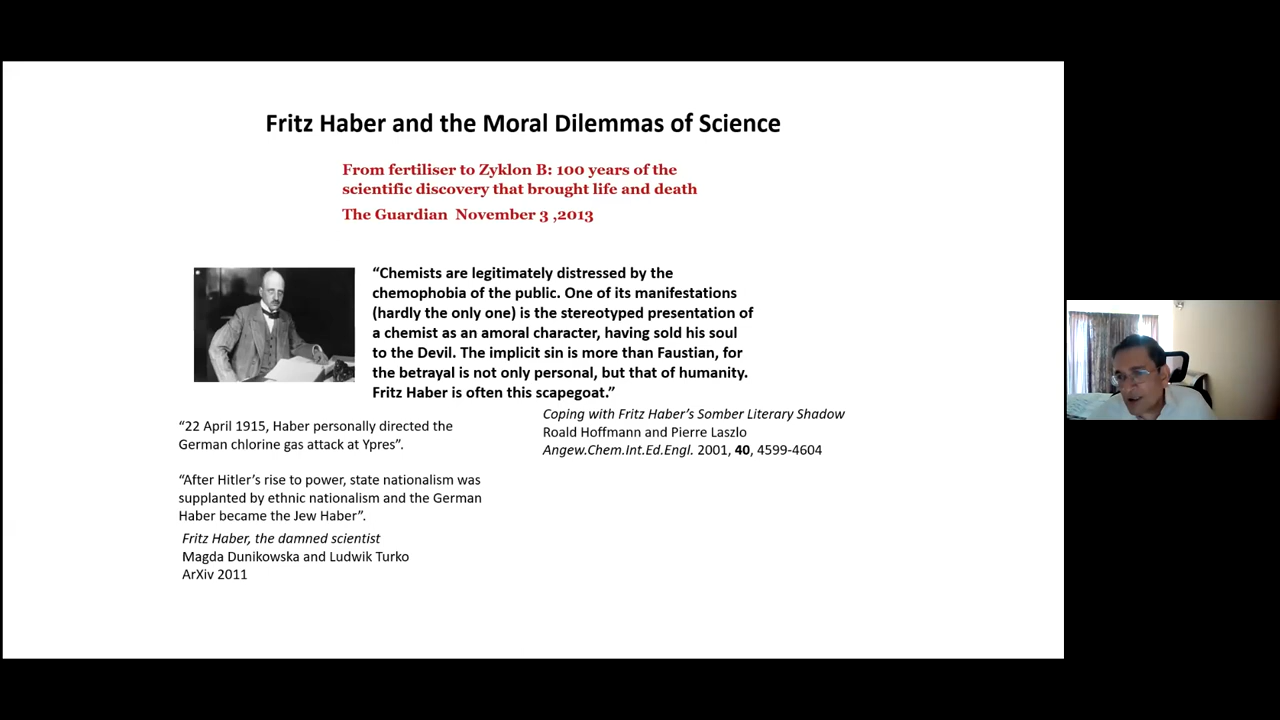 Fritz Haber and the Moral Dilemmas of Science
From fertiliser to Zyklon B: 100 years of the
scientific discovery that brought life and death
The Guardian  November 3 ,2013
“Chemists are legitimately distressed by the
chemophobia of the public. One of its manifestations
(hardly the only one) is the stereotyped presentation of
a chemist as an amoral character, having sold his soul
to the Devil. The implicit sin is more than Faustian, for
the betrayal is not only personal, but that of humanity.
Fritz Haber is often this scapegoat.”
Coping with Fritz Haber’s Somber Literary Shadow
Roald Hoffmann and Pierre Laszlo
Angew.Chem.Int.Ed.Engl. 2001, 40, 4599-4604
“22 April 1915, Haber personally directed the
German chlorine gas attack at Ypres”.
“After Hitler’s rise to power, state nationalism was
supplanted by ethnic nationalism and the German
Haber became the Jew Haber”.
Fritz Haber, the damned scientist
Magda Dunikowska and Ludwik Turko
ArXiv 2011